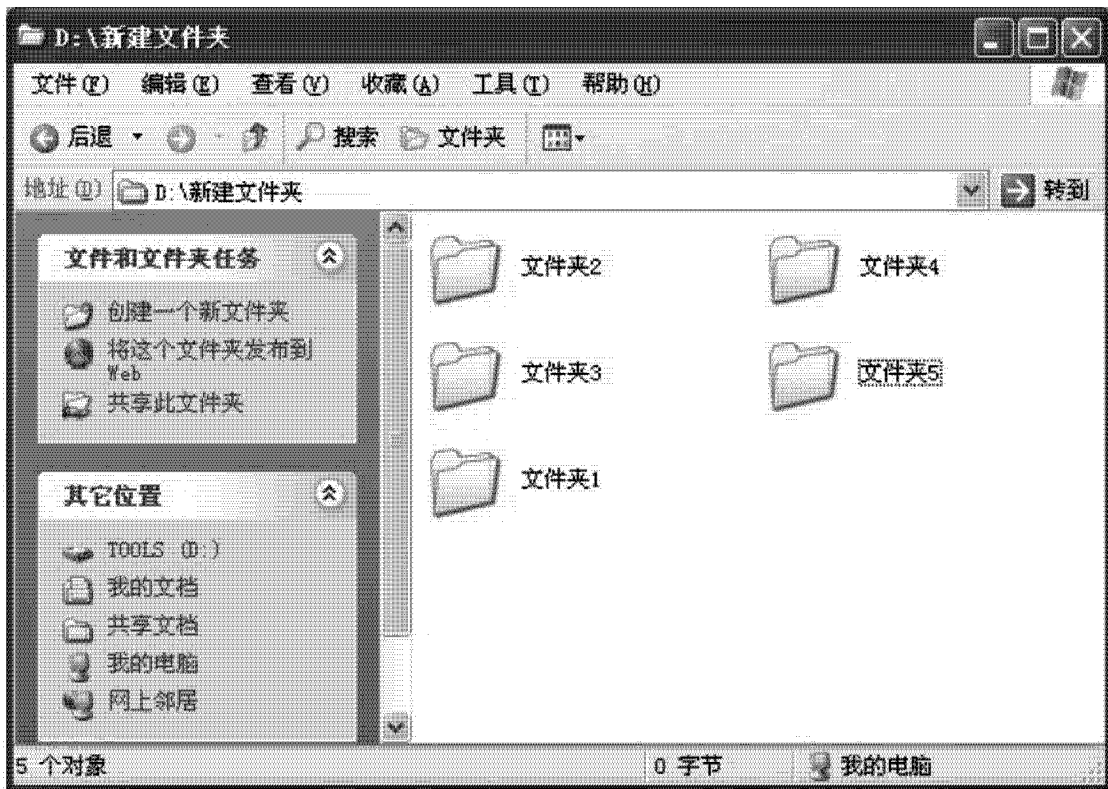 D:\新建文件夹
文件(F) 编辑(E) 查看(V) 收藏(A) 工具(T) 帮助(H)
后退 搜索 文件夹
地址(D) D:\新建文件夹 转到
文件和文件夹任务
创建一个新文件夹
将这个文件夹发布到
Web
共享此文件夹
其它位置
TOOLS (D:)
我的文档
共享文档
我的电脑
网上邻居
文件夹2 文件夹4
文件夹3 文件夹5
文件夹1
5 个对象 0 字节 我的电脑